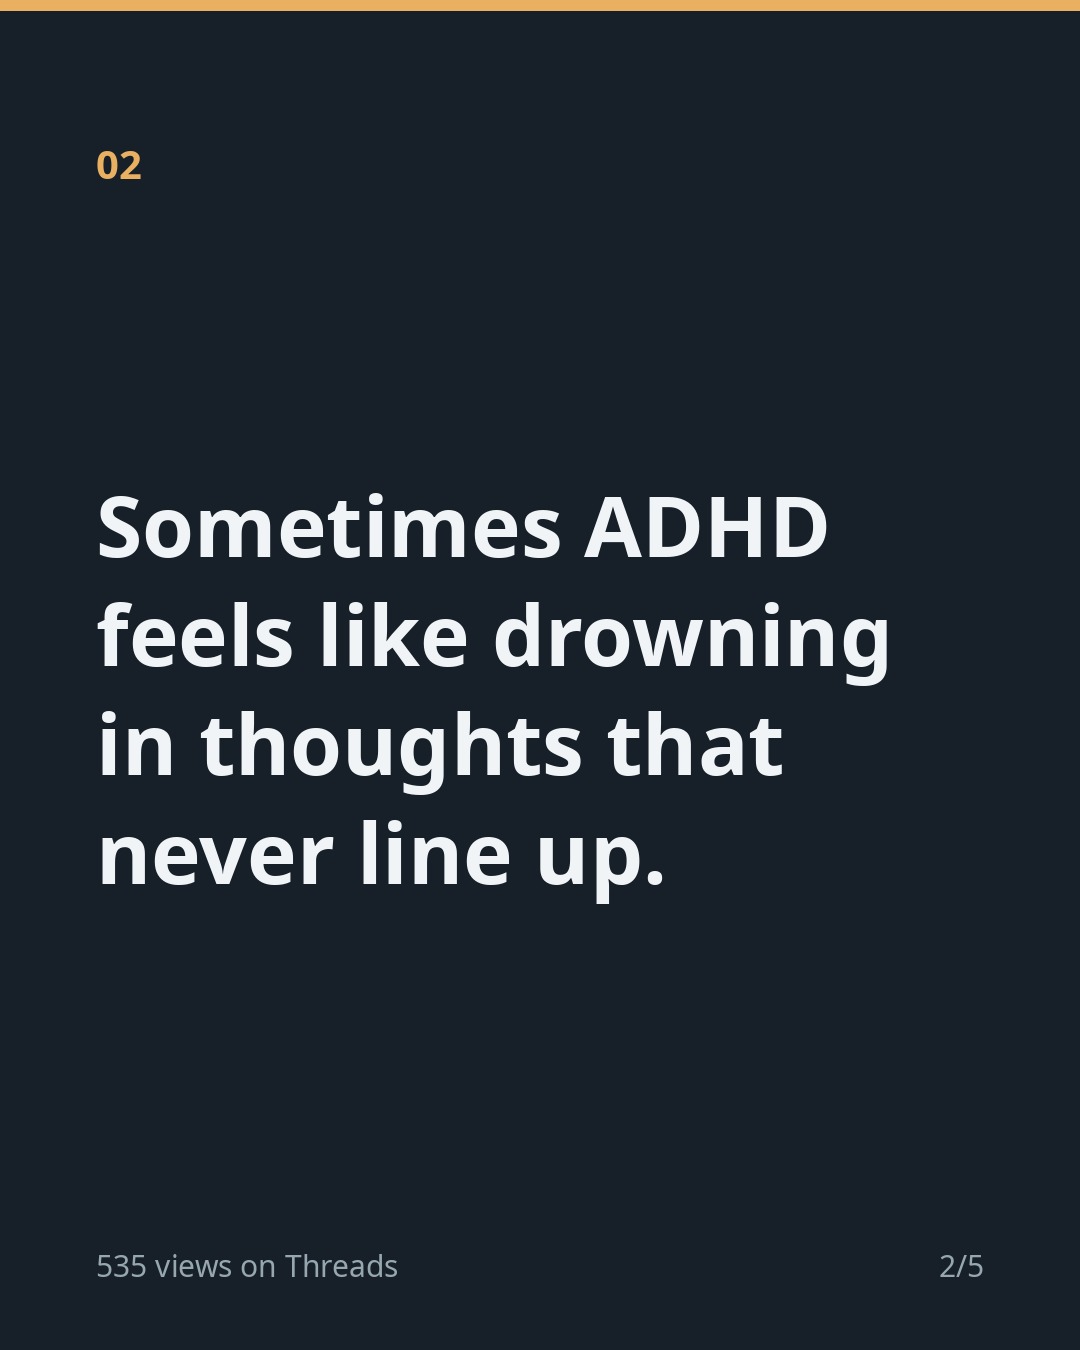 02
Sometimes ADHD
feels like drowning
in thoughts that
never line up.
535 views on Threads
2/5